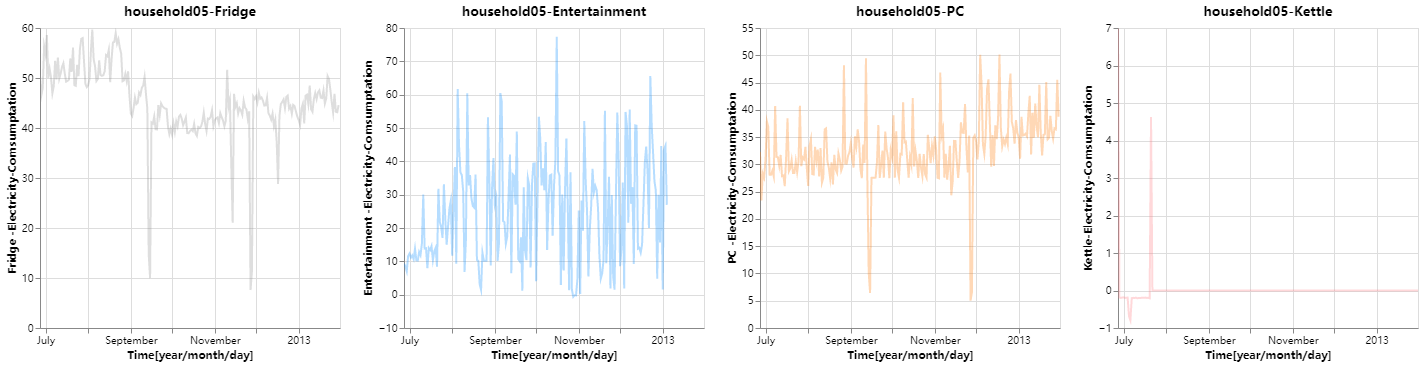 household05-Fridge
60
50
40
30
20
10
0
Fridge -Electricity-Comsumptation
July
September
November
2013
Time[year/month/day]
household05-Entertainment
80
70
60
50
40
30
20
10
0
−10
Entertainment -Electricity-Comsumptation
July
September
November
2013
Time[year/month/day]
household05-PC
55
50
45
40
35
30
25
20
15
10
5
0
PC -Electricity-Comsumptation
July
September
November
2013
Time[year/month/day]
household05-Kettle
7
6
5
4
3
2
1
0
−1
Kettle-Electricity-Comsumptation
July
September
November
2013
Time[year/month/day]